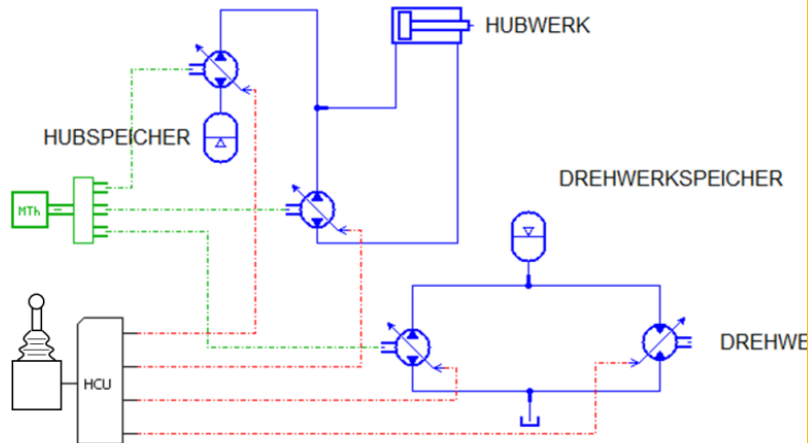 HUBWERK
HUBSPEICHER
DREHWERKSPEICHER
MTh
DREHWE
HCU